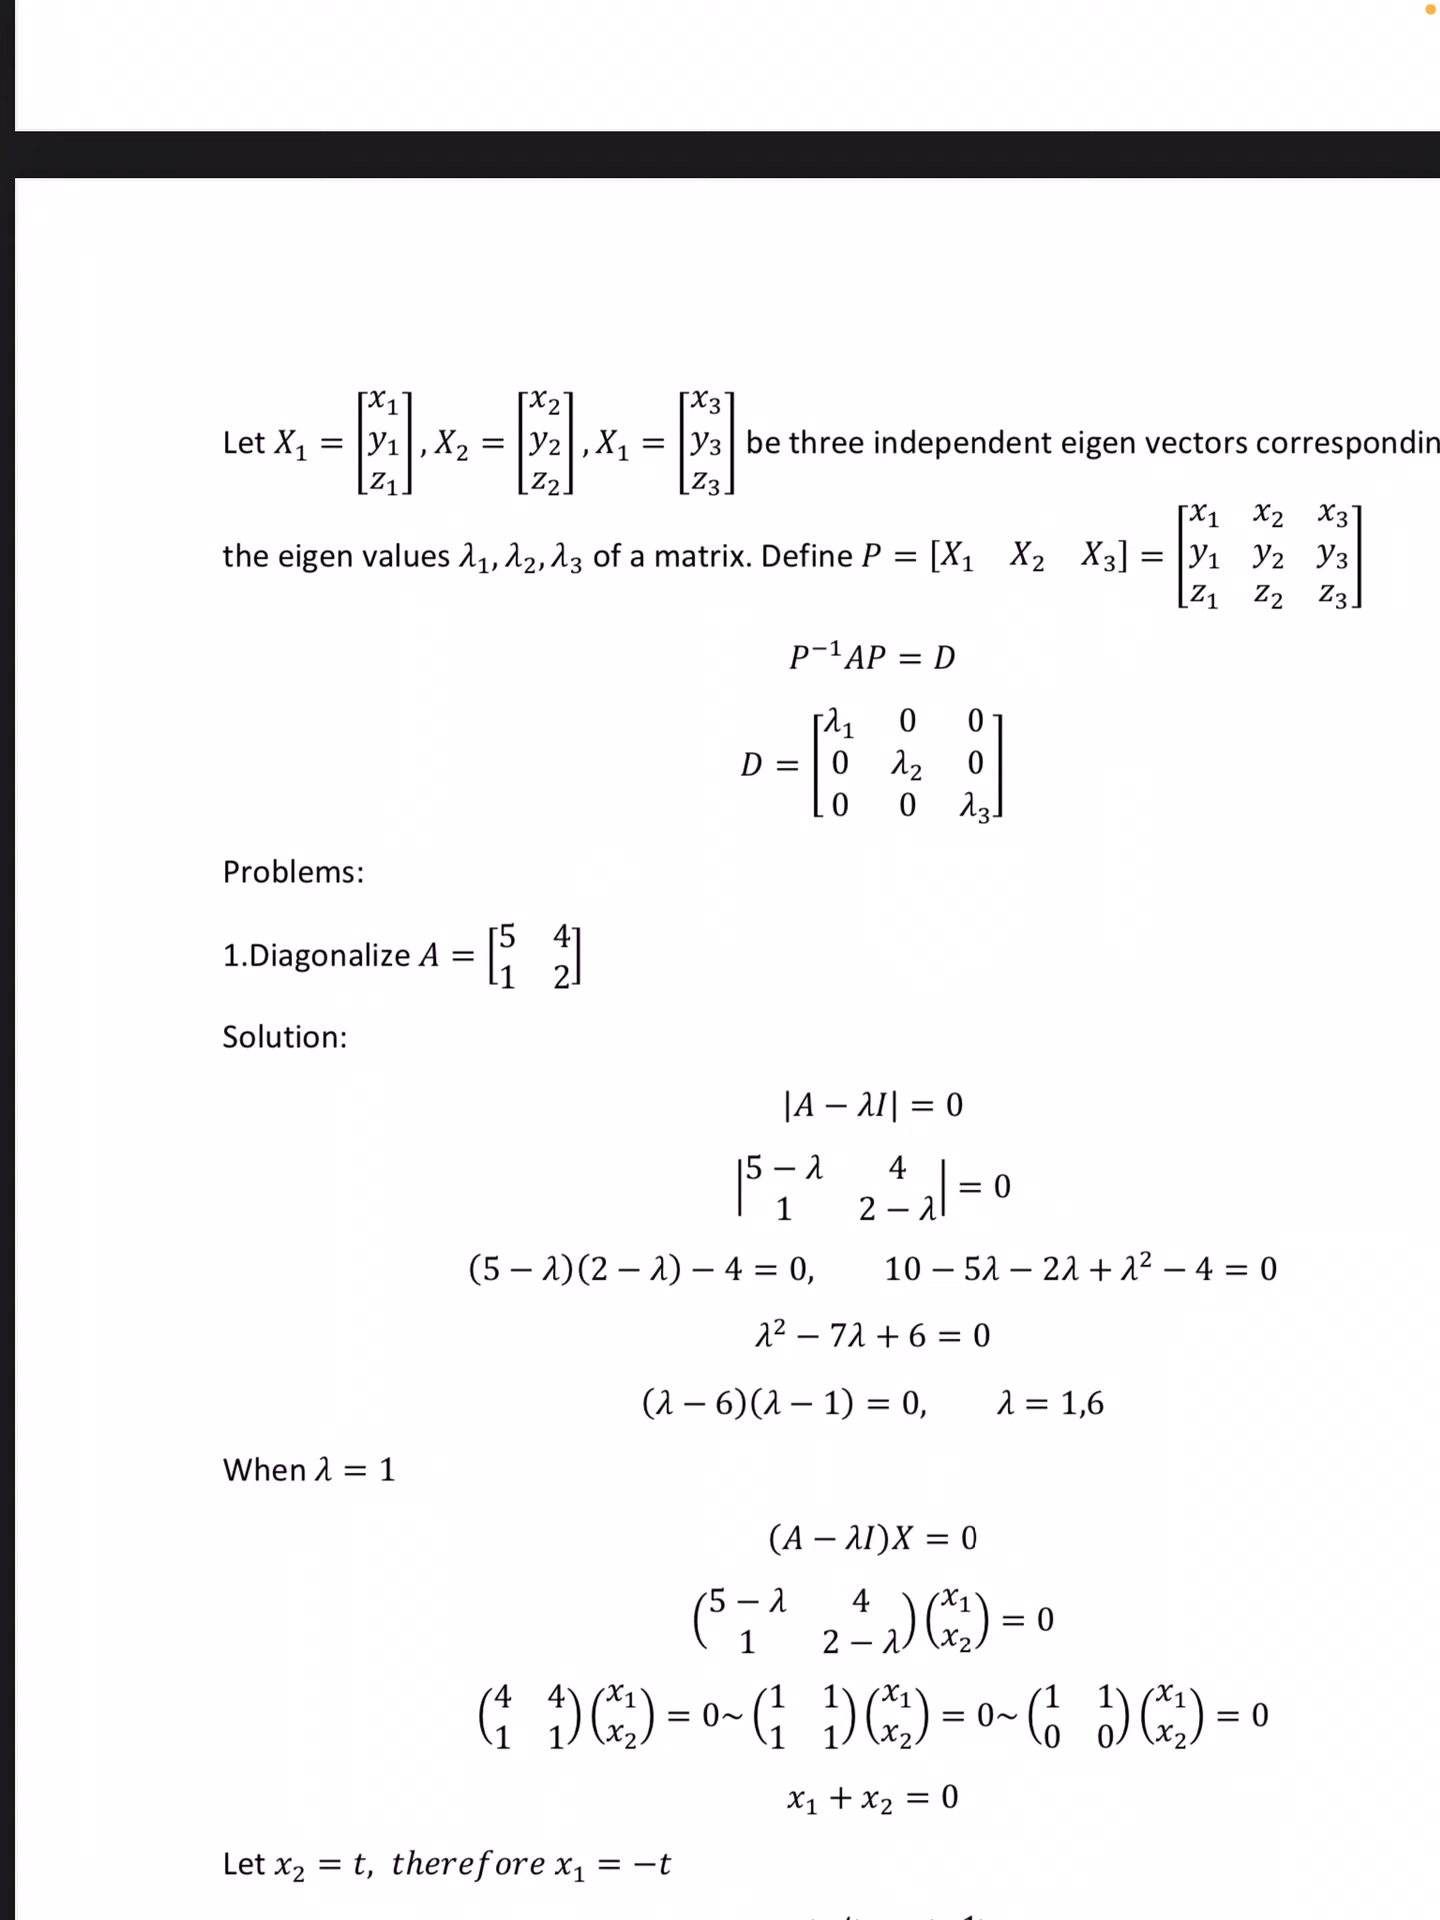 Let X₁ = [x₁ y₁ z₁], X₂ = [x₂ y₂ z₂], X₁ = [x₃ y₃ z₃] be three independent eigen vectors
the eigen values λ₁, λ₂, λ₃ of a matrix. Define P = [X₁ X₂ X₃] = [x₁ x₂ x₃; y₁ y₂ y₃; z₁ z₂ z₃]
P⁻¹AP = D
D = [λ₁ 0 0; 0 λ₂ 0; 0 0 λ₃]
Problems:
1.Diagonalize A = [5 4; 1 2]
Solution:
|A − λI| = 0
|5 − λ 4; 1 2 − λ| = 0
(5 − λ)(2 − λ) − 4 = 0, 10 − 5λ − 2λ + λ² − 4 = 0
λ² − 7λ + 6 = 0
(λ − 6)(λ − 1) = 0, λ = 1,6
When λ = 1
(A − λI)X = 0
(5 − λ 4; 1 2 − λ)(x₁; x₂) = 0
(4 4; 1 1)(x₁; x₂) = 0~(1 1; 1 1)(x₁; x₂) = 0~(1 1; 0 0)(x₁; x₂) = 0
x₁ + x₂ = 0
Let x₂ = t, therefore x₁ = −t